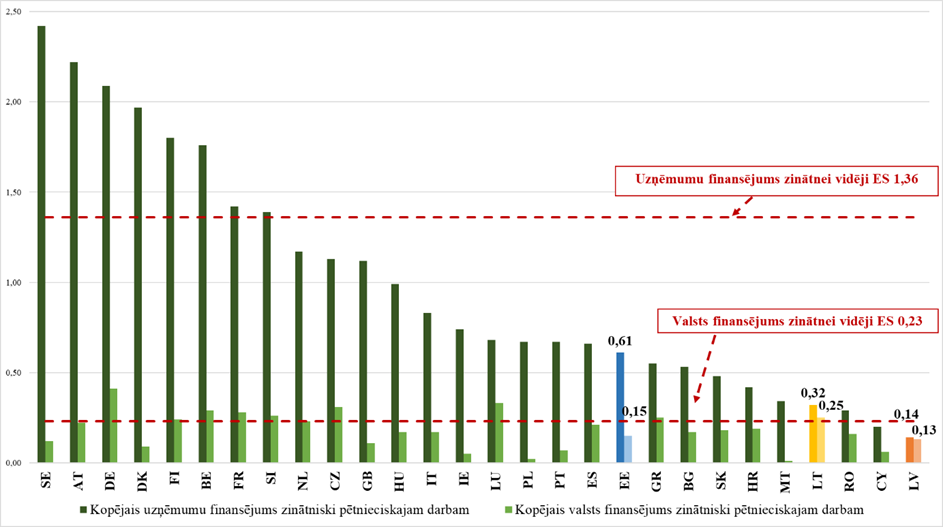 2,50
2,00
1,50
1,00
0,50
0,00
Uzņēmumu finansējums zinātnei vidēji ES 1,36
Valsts finansējums zinātnei vidēji ES 0,23
0,61
0,15
0,32
0,25
0,14
0,13
SE AT DE DK FI BE FR SI NL CZ GB HU IT IE LU PL PT ES EE GR BG SK HR MT LT RO CY LV
Kopējais uzņēmumu finansējums zinātniski pētnieciskajam darbam
Kopējais valsts finansējums zinātniski pētnieciskajam darbam